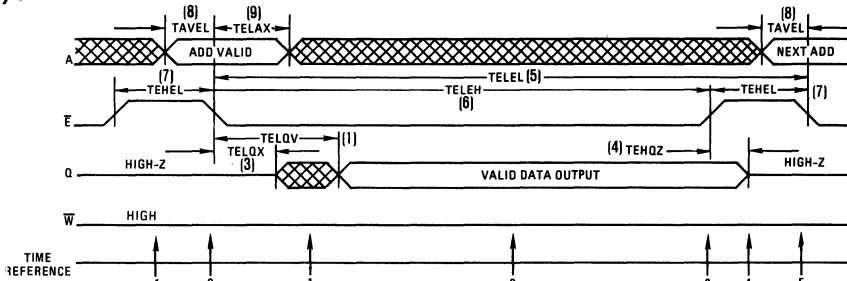 (8) (9) (8)
TAVEL TELAX TAVEL
A ADD VALID NEXT ADD
(7) TELEL (5)
TEHEL TELEH TEHEL (7)
(6)
E
TELQV (1)
HIGH-Z TELQX (4) TEHQZ HIGH-Z
(3)
Q VALID DATA OUTPUT
W HIGH
TIME
REFERENCE